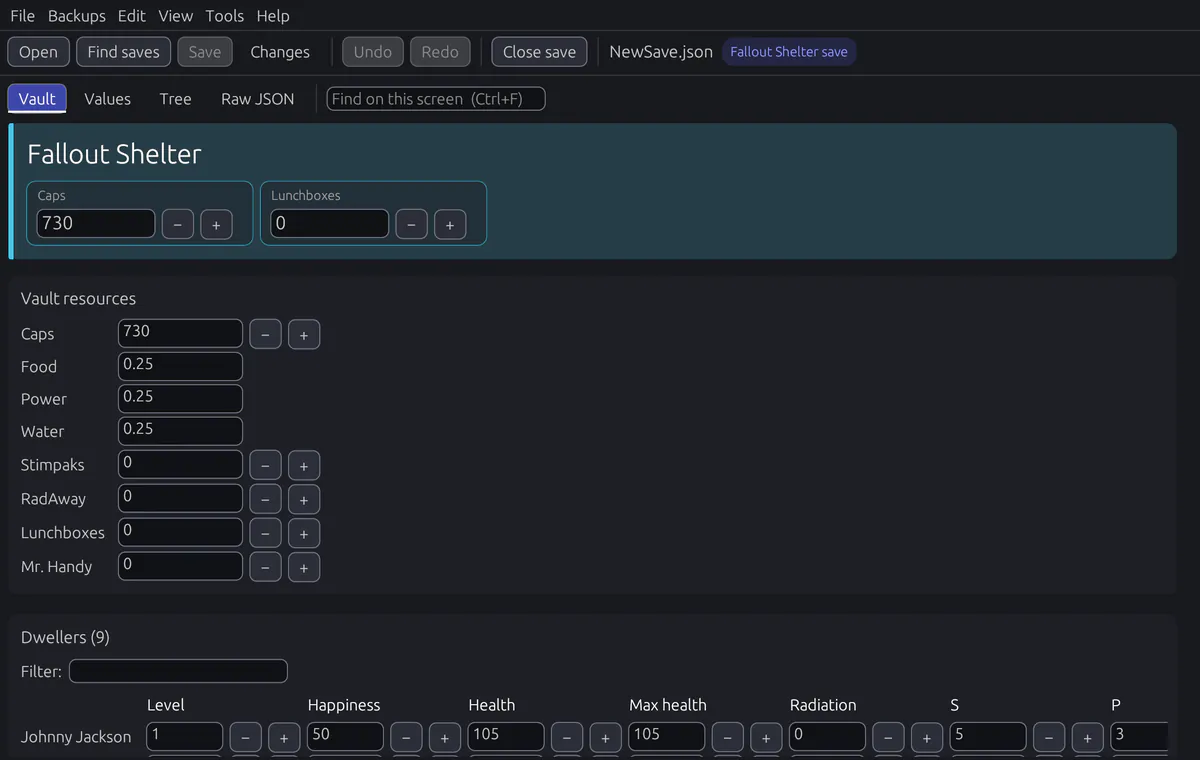 File Backups Edit View Tools Help
Open Find saves Save Changes Undo Redo Close save NewSave.json Fallout Shelter save
Vault Values Tree Raw JSON Find on this screen (Ctrl+F)
Fallout Shelter
Caps Lunchboxes
730 − + 0 − +
Vault resources
Caps 730 − +
Food 0.25
Power 0.25
Water 0.25
Stimpaks 0 − +
RadAway 0 − +
Lunchboxes 0 − +
Mr. Handy 0 − +
Dwellers (9)
Filter:
Level Happiness Health Max health Radiation S P
Johnny Jackson 1 − + 50 − + 105 − + 105 − + 0 − + 5 − + 3